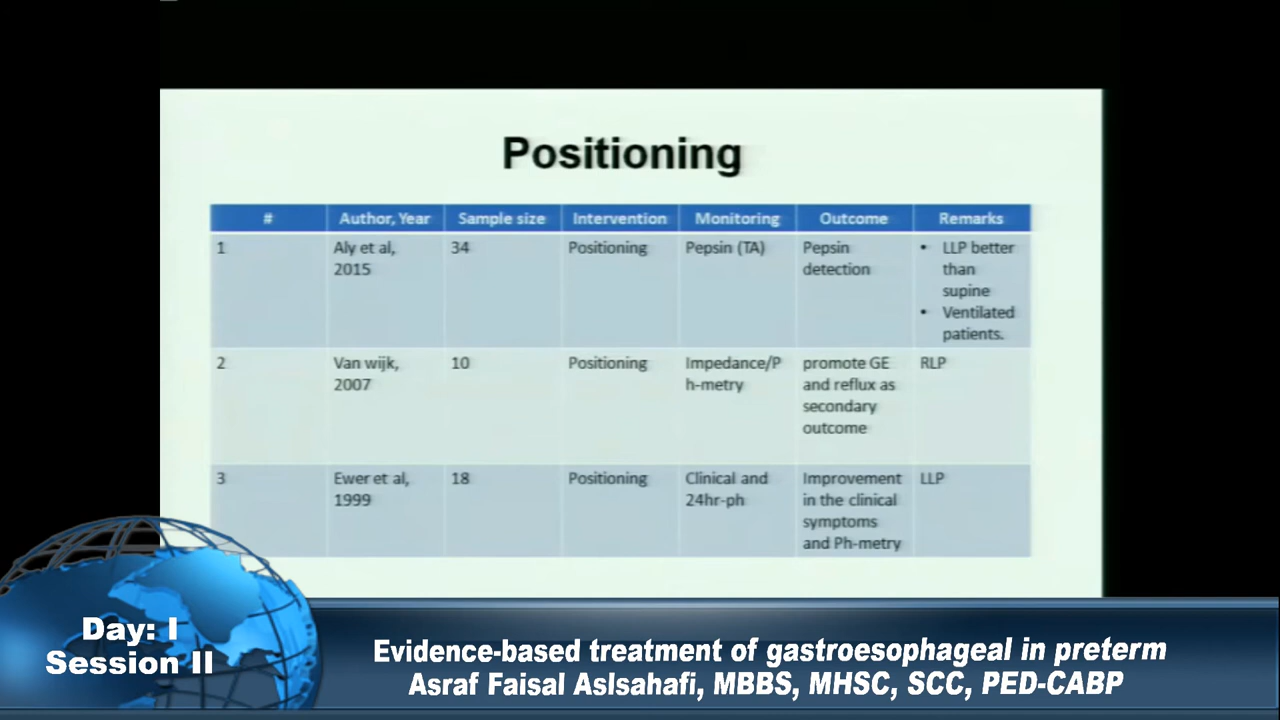 Positioning
# Author, Year Sample size Intervention Monitoring Outcome Remarks
1 Aly et al, 2015 34 Positioning Pepsin (TA) Pepsin detection • LLP better than supine • Ventilated patients.
2 Van wijk, 2007 10 Positioning Impedance/P h-metry promote GE and reflux as secondary outcome RLP
3 Ewer et al, 1999 18 Positioning Clinical and 24hr-ph Improvement in the clinical symptoms and Ph-metry LLP
Day: I
Session II
Evidence-based treatment of gastroesophageal in preterm
Asraf Faisal Aslsahafi, MBBS, MHSC, SCC, PED-CABP